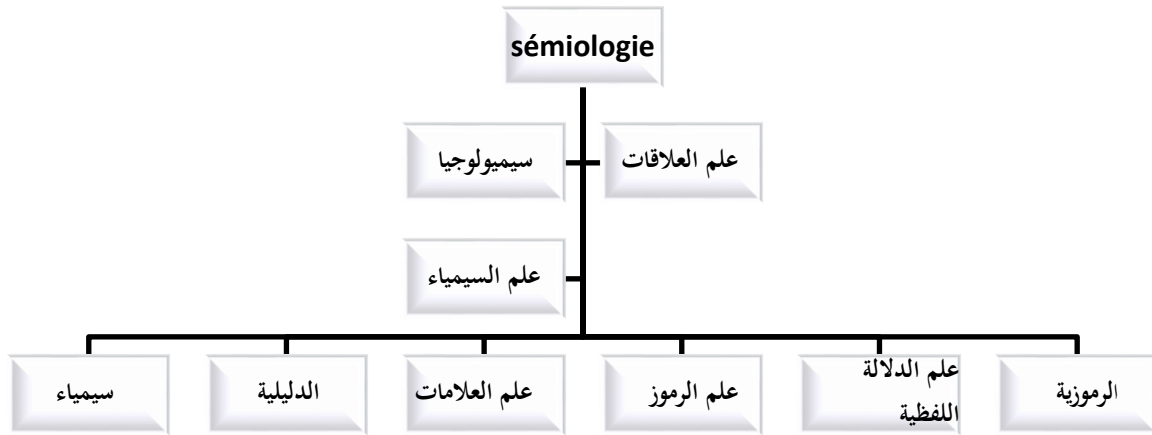 sémiologie
علم العلاقات
سيميولوجيا
علم السيمياء
الرموزية
علم الدلالة
اللفظية
علم الرموز
علم العلامات
الدليلية
سيمياء